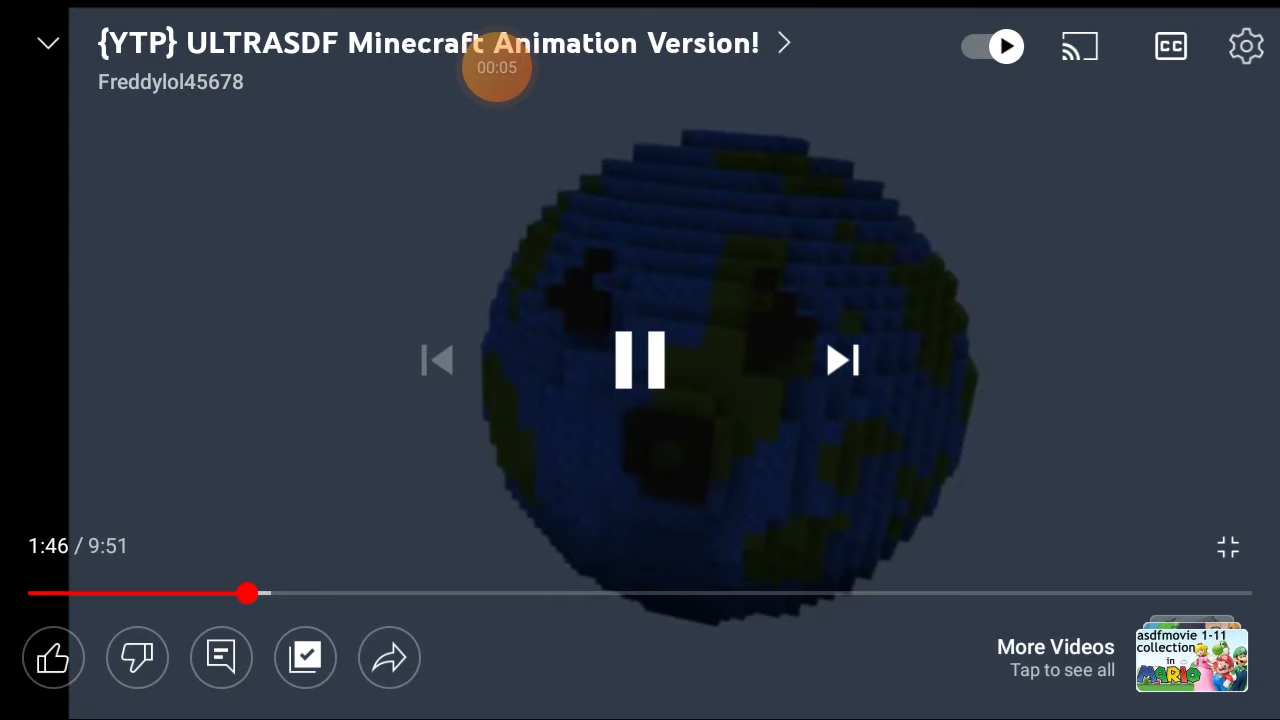 {YTP} ULTRASDF Minecraft Animation Version!
Freddylol45678
00:05
CC
1:46 / 9:51
More Videos
Tap to see all
asdfmovie 1-11
collection
in
MARIO